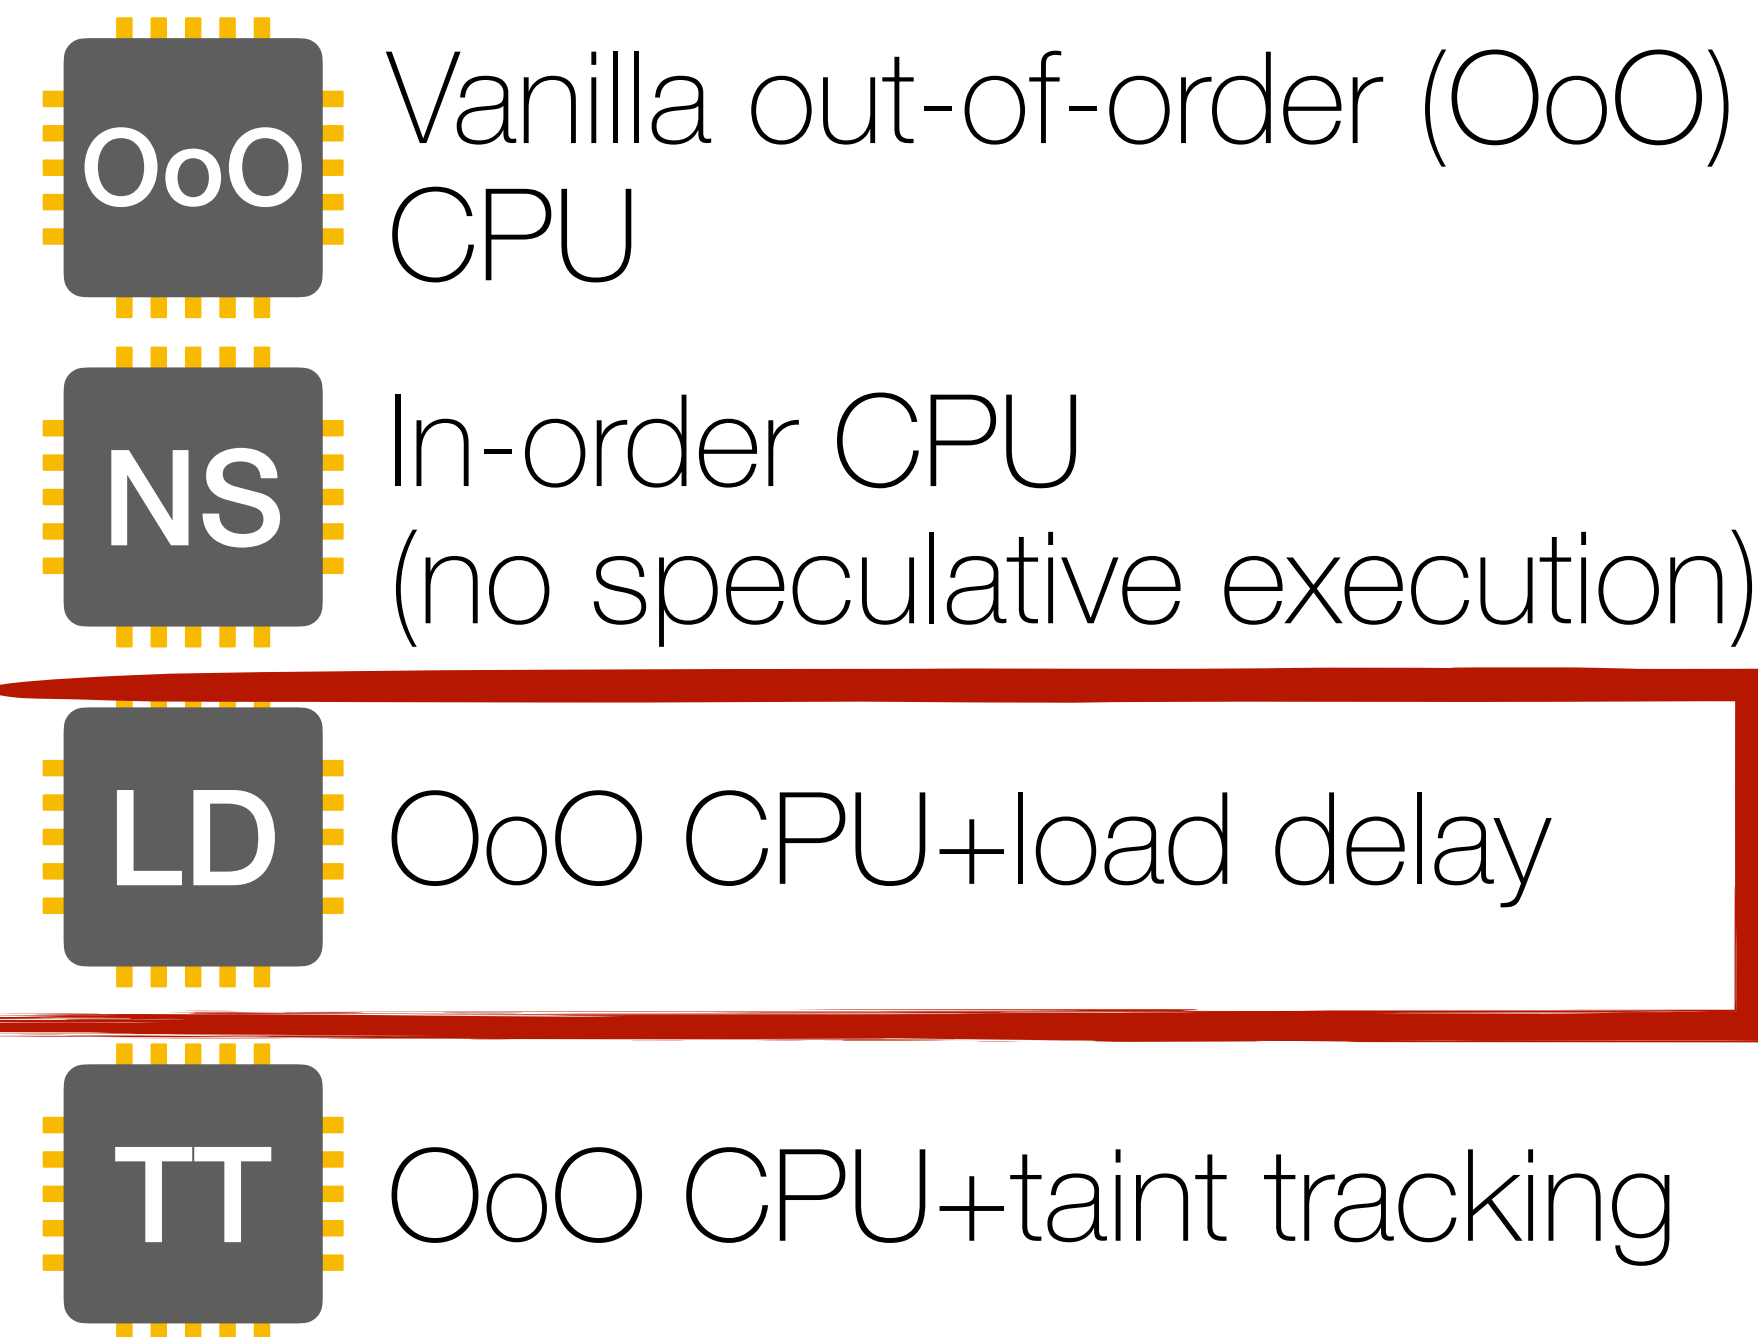 OoO
Vanilla out-of-order (OoO)
CPU
NS
In-order CPU
(no speculative execution)
LD
OoO CPU+load delay
TT
OoO CPU+taint tracking